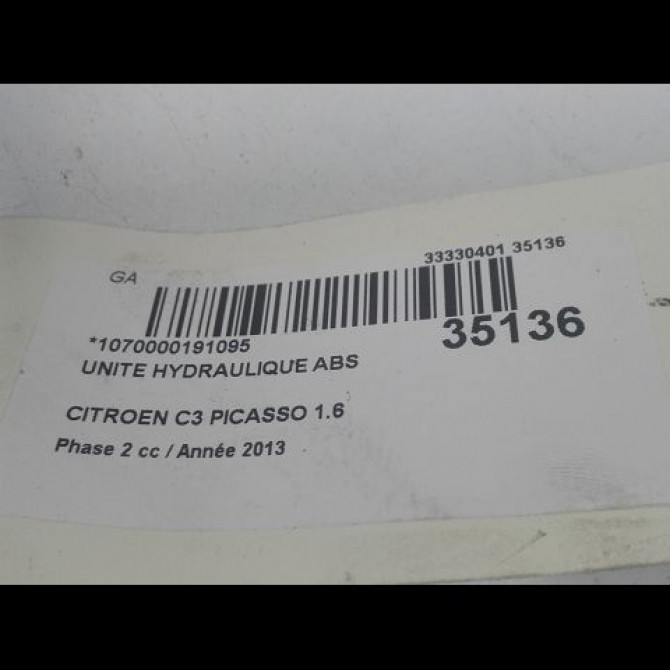 GA
33330401 35136
*1070000191095
35136
UNITE HYDRAULIQUE ABS
CITROEN C3 PICASSO 1.6
Phase 2 cc / Année 2013